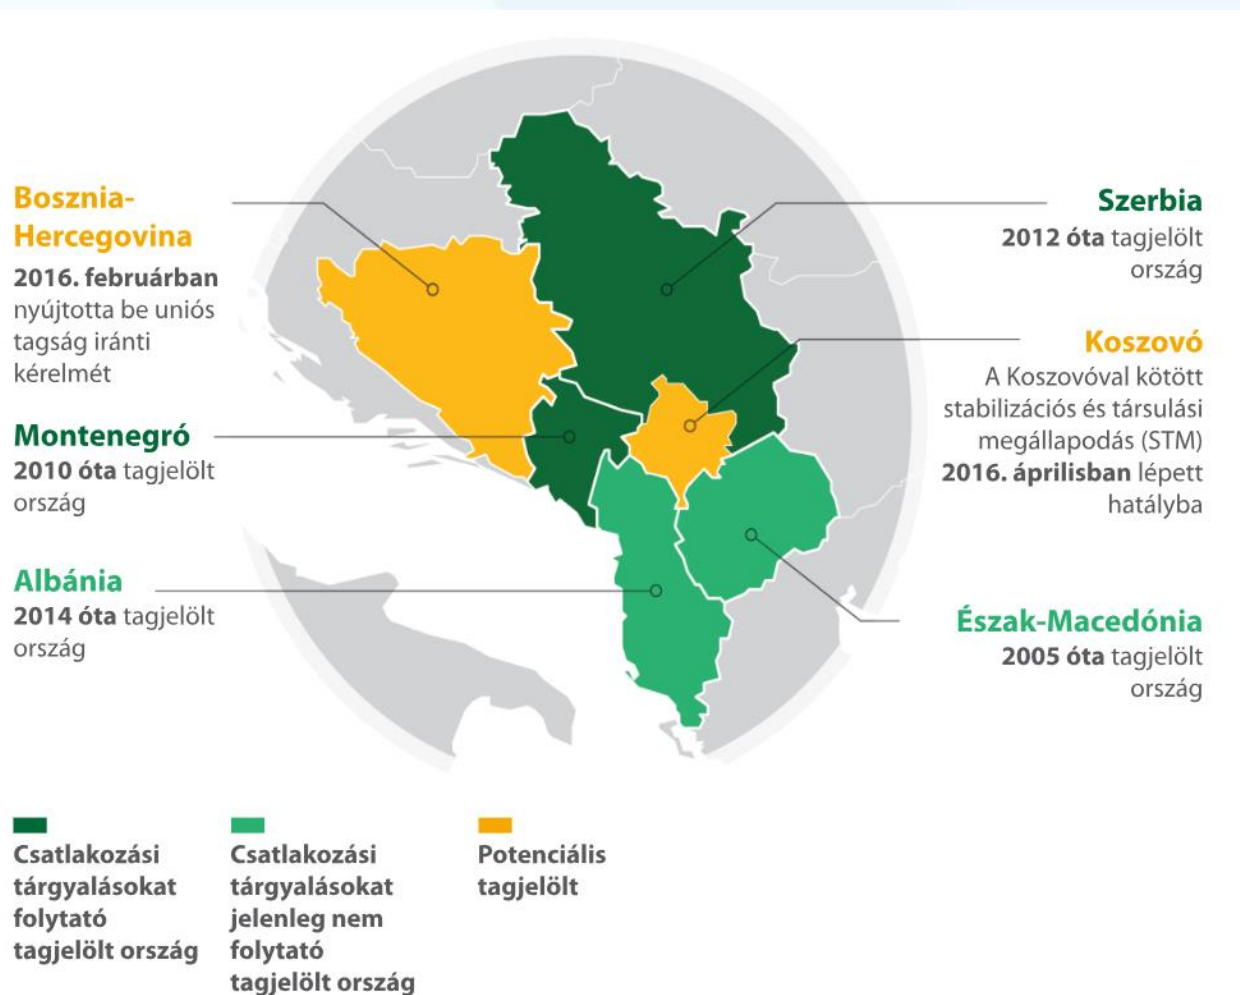 Bosznia-
Hercegovina
2016. februárban
nyújtotta be uniós
tagság iránti
kérelmét
Montenegró
2010 óta tagjelölt
ország
Albánia
2014 óta tagjelölt
ország
Szerbia
2012 óta tagjelölt
ország
Koszovó
A Koszovóval kötött
stabilizációs és társulási
megállapodás (STM)
2016. áprilisban lépett
hatályba
Észak-Macedónia
2005 óta tagjelölt
ország
Csatlakozási
tárgyalásokat
folytató
tagjelölt ország
Csatlakozási
tárgyalásokat
jelenleg nem
folytató
tagjelölt ország
Potenciális
tagjelölt